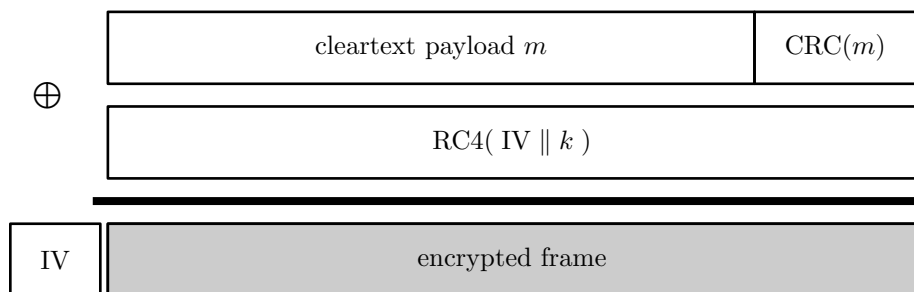 cleartext payload m CRC(m)
⊕
RC4( IV ∥ k )
IV encrypted frame